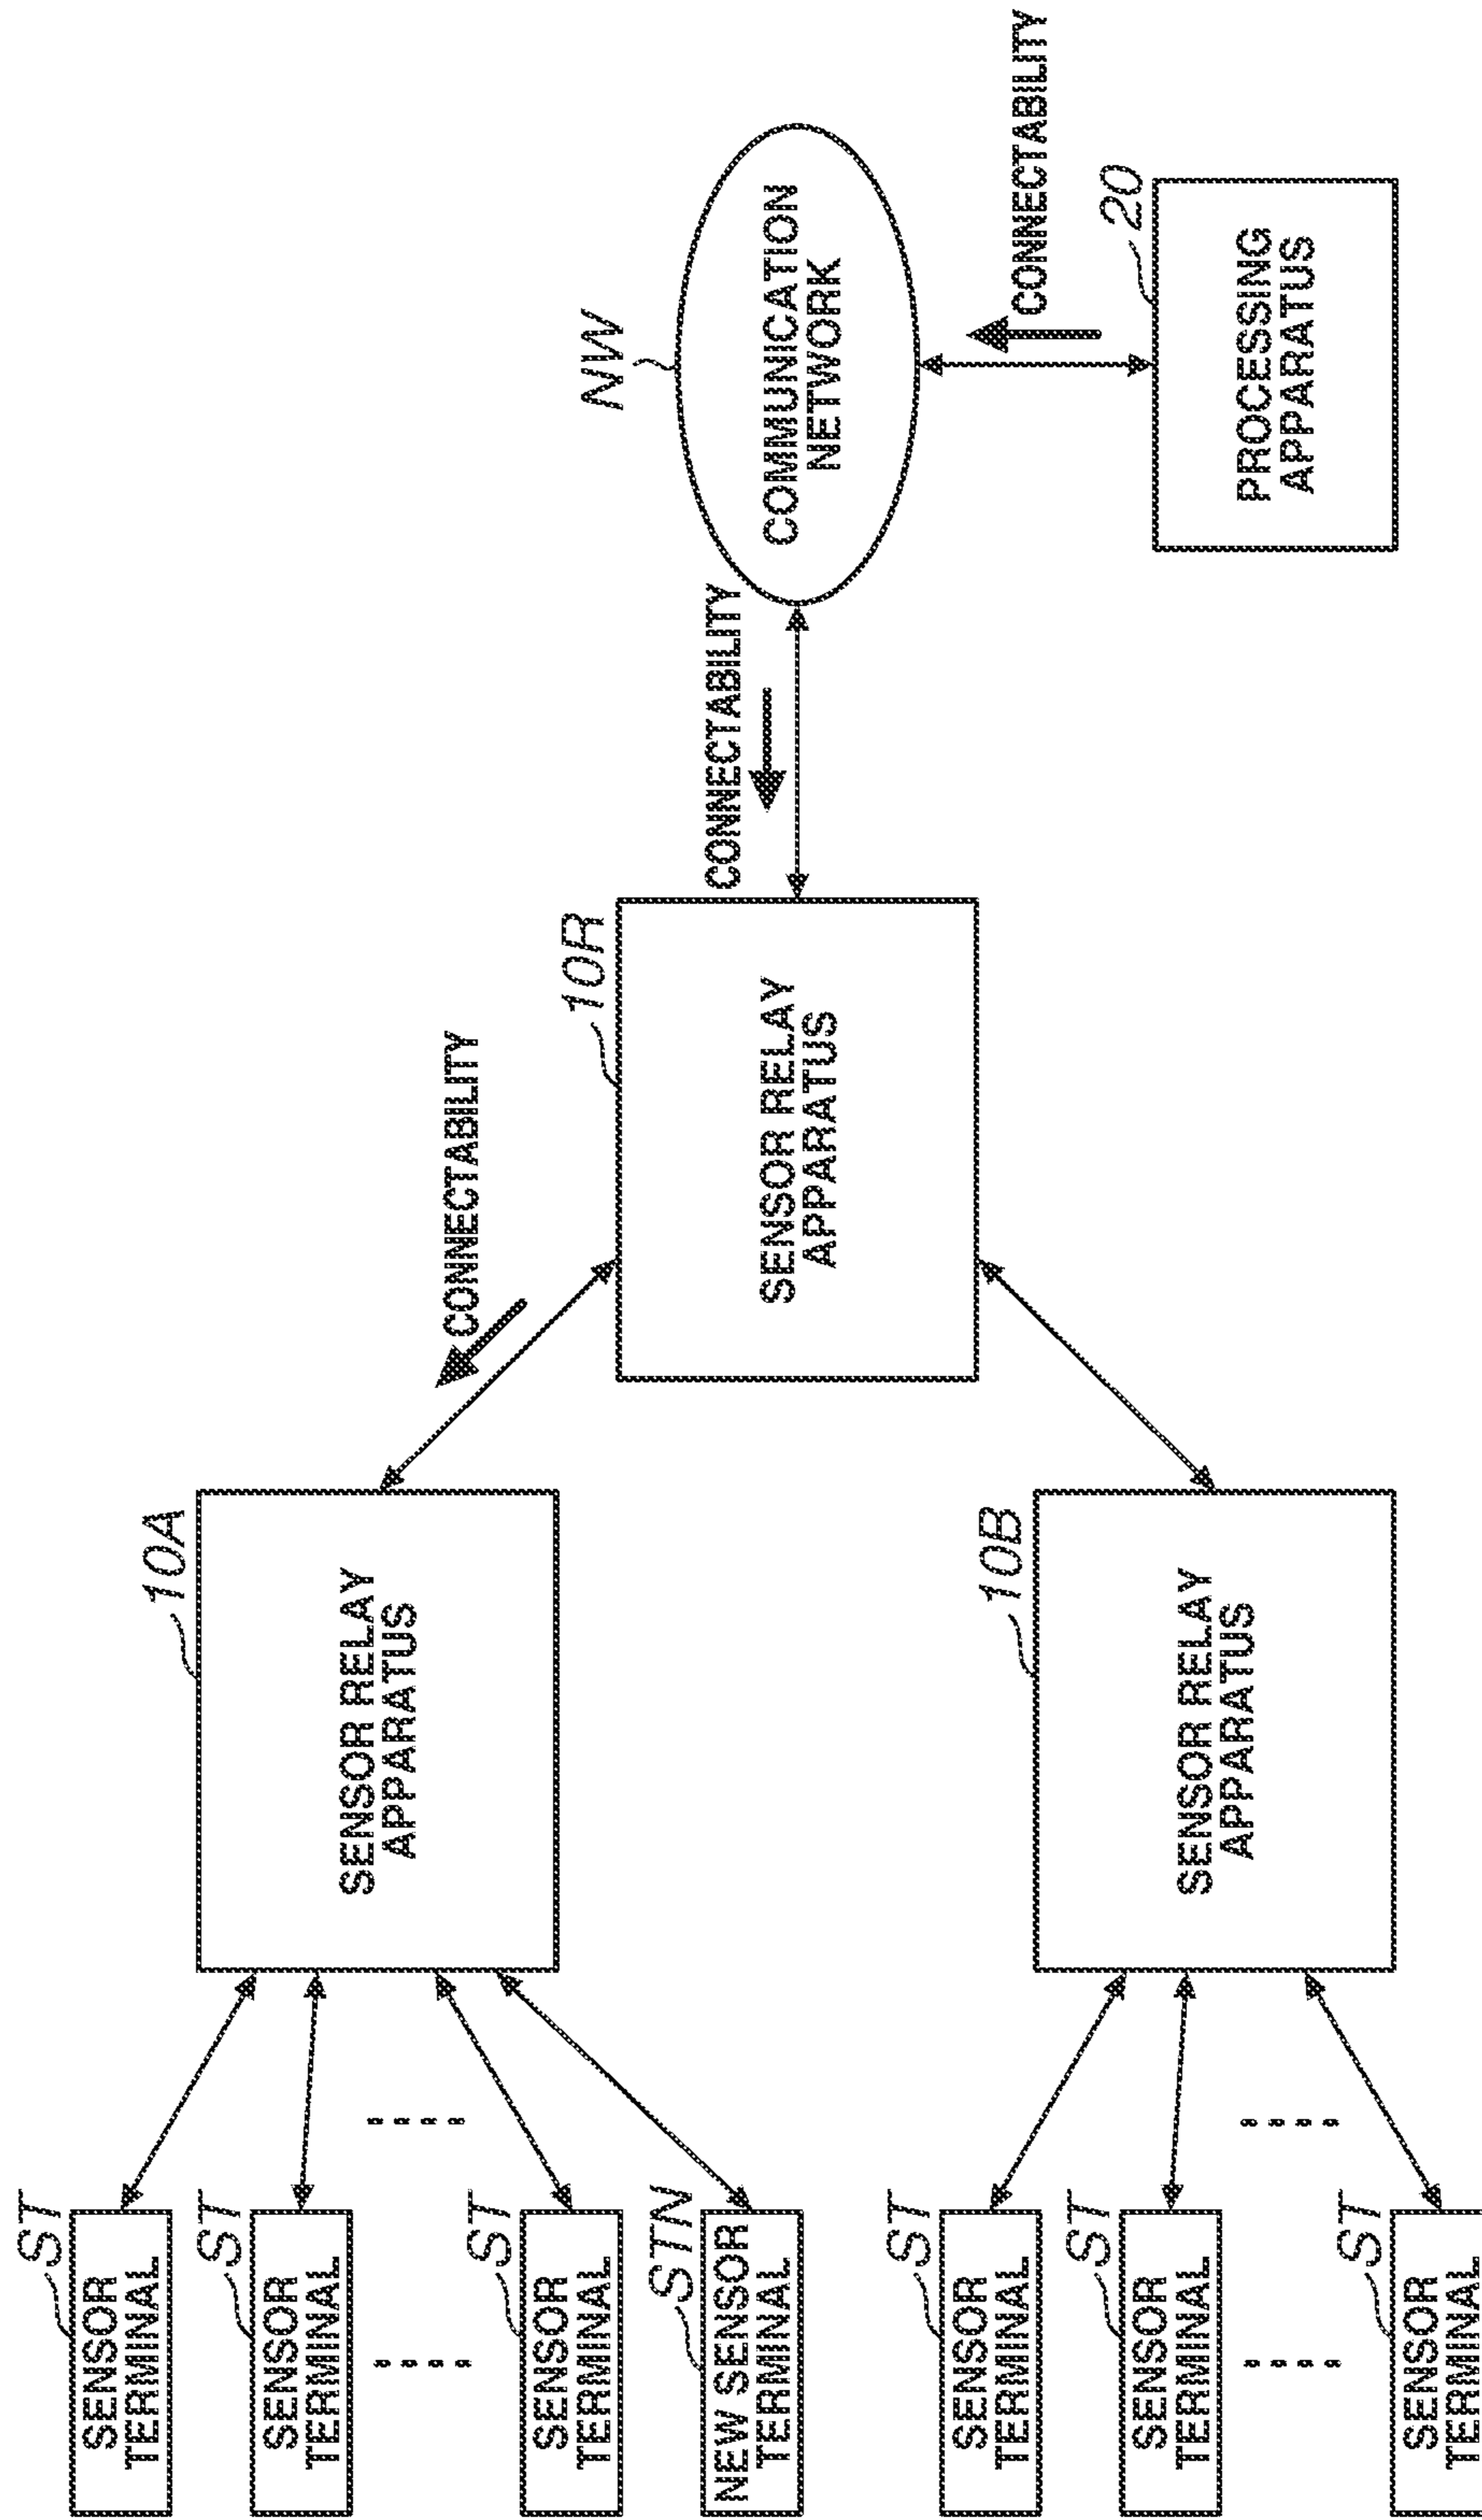 ST
SENSOR
TERMINAL
ST
SENSOR
TERMINAL
ST
SENSOR
TERMINAL
STN
NEW SENSOR
TERMINAL
ST
SENSOR
TERMINAL
ST
SENSOR
TERMINAL
ST
SENSOR
TERMINAL
10A
SENSOR RELAY
APPARATUS
10B
SENSOR RELAY
APPARATUS
CONNECTABILITY
10R
SENSOR RELAY
APPARATUS
CONNECTABILITY
NW
COMMUNICATION
NETWORK
CONNECTABILITY
20
PROCESSING
APPARATUS